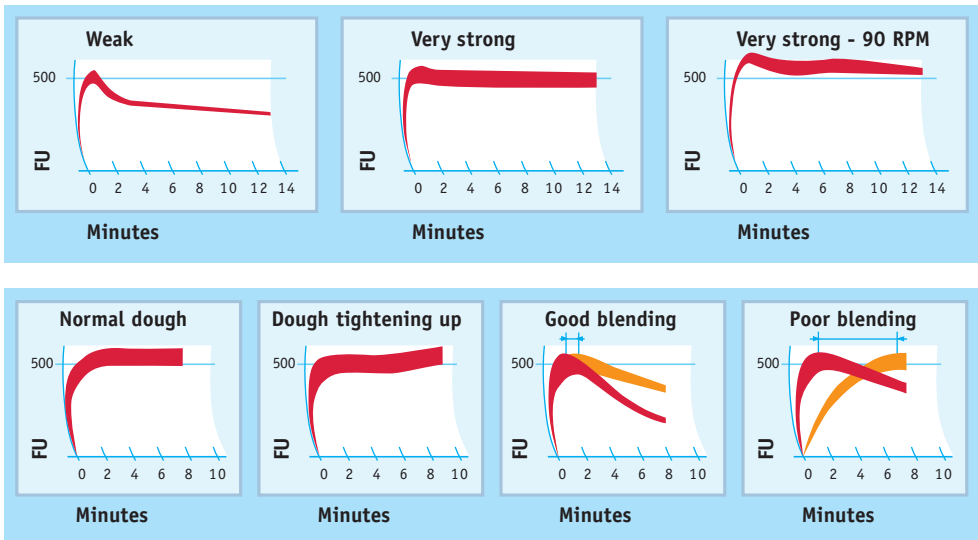 Weak
500
FU
0 2 4 6 8 10 12 14
Minutes
Very strong
500
FU
0 2 4 6 8 10 12 14
Minutes
Very strong - 90 RPM
500
FU
0 2 4 6 8 10 12 14
Minutes
Normal dough
500
FU
0 2 4 6 8 10
Minutes
Dough tightening up
500
FU
0 2 4 6 8 10
Minutes
Good blending
500
FU
0 2 4 6 8 10
Minutes
Poor blending
500
FU
0 2 4 6 8 10
Minutes